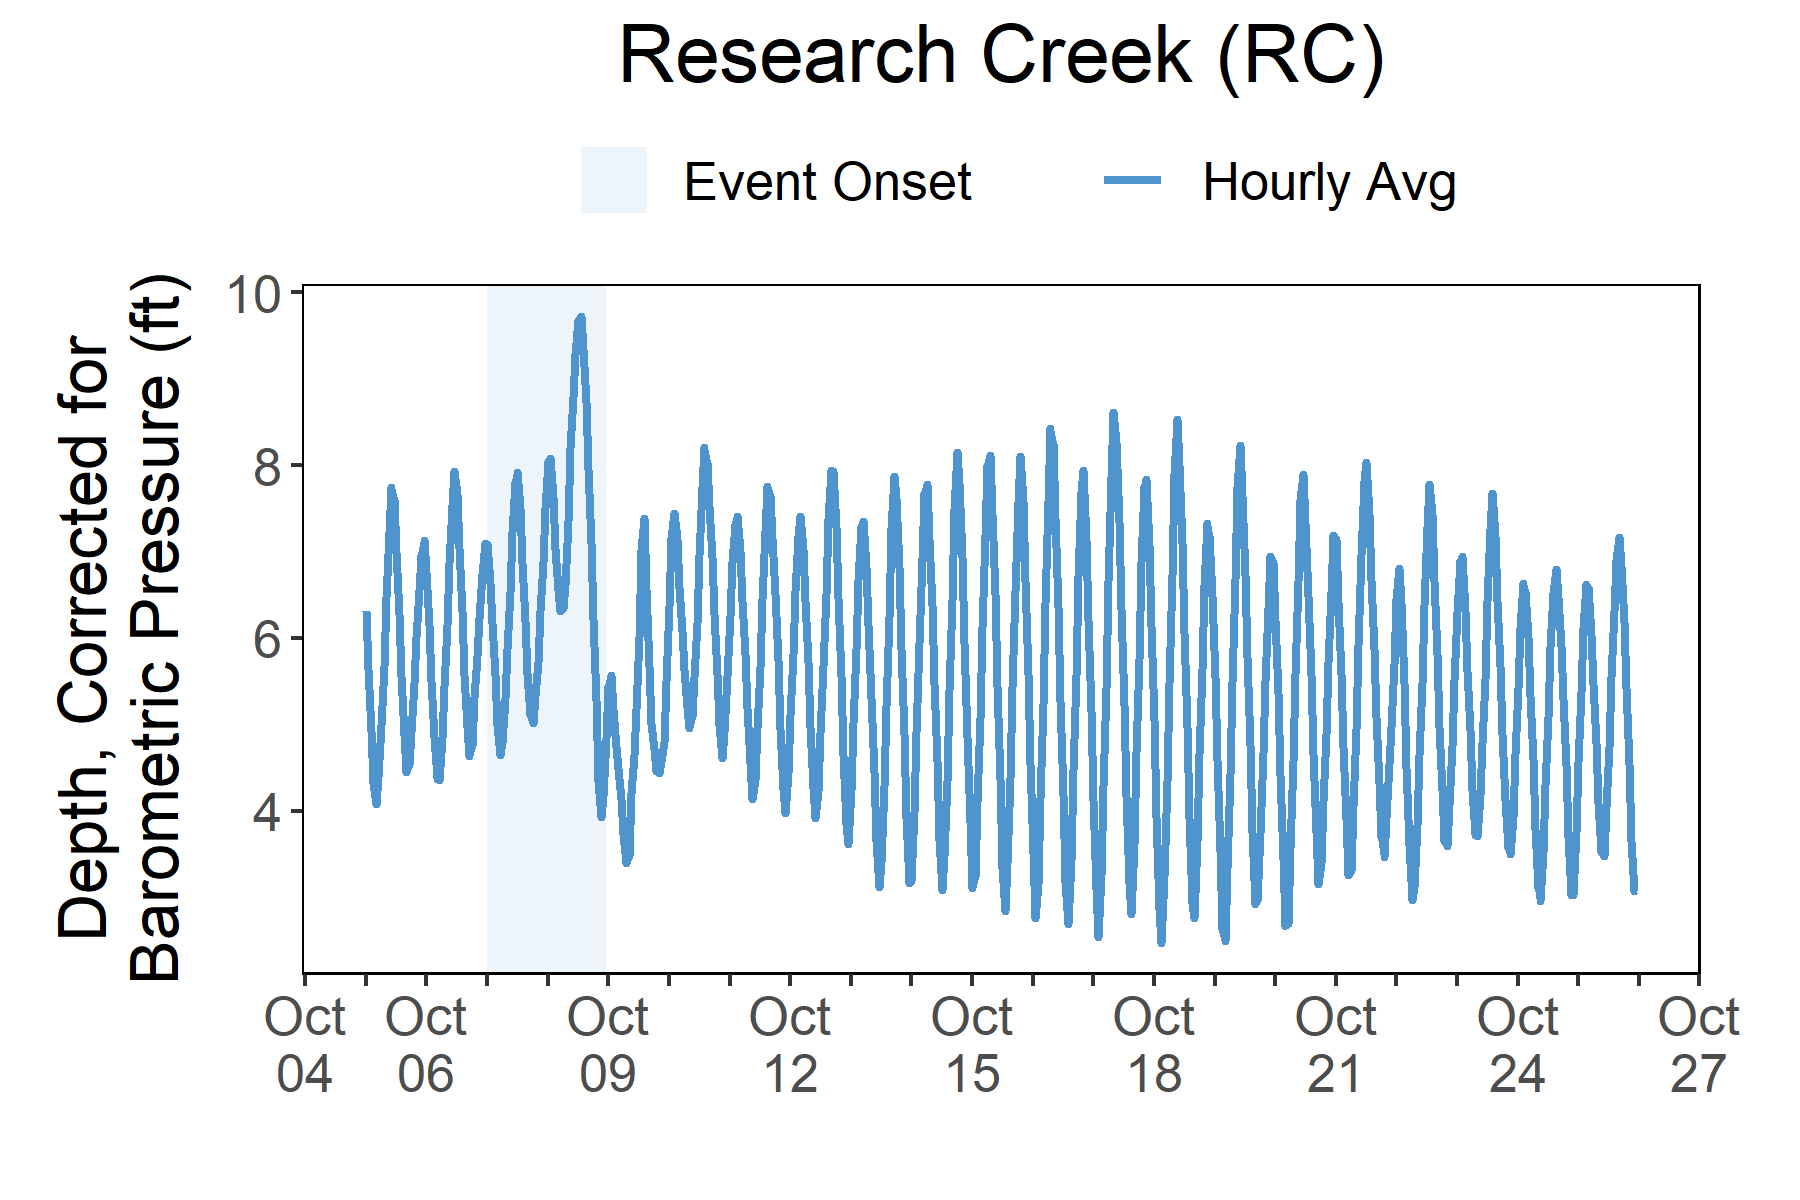 Research Creek (RC)
Event Onset
Hourly Avg
Depth, Corrected for
Barometric Pressure (ft)
10
8
6
4
Oct
04
Oct
06
Oct
09
Oct
12
Oct
15
Oct
18
Oct
21
Oct
24
Oct
27